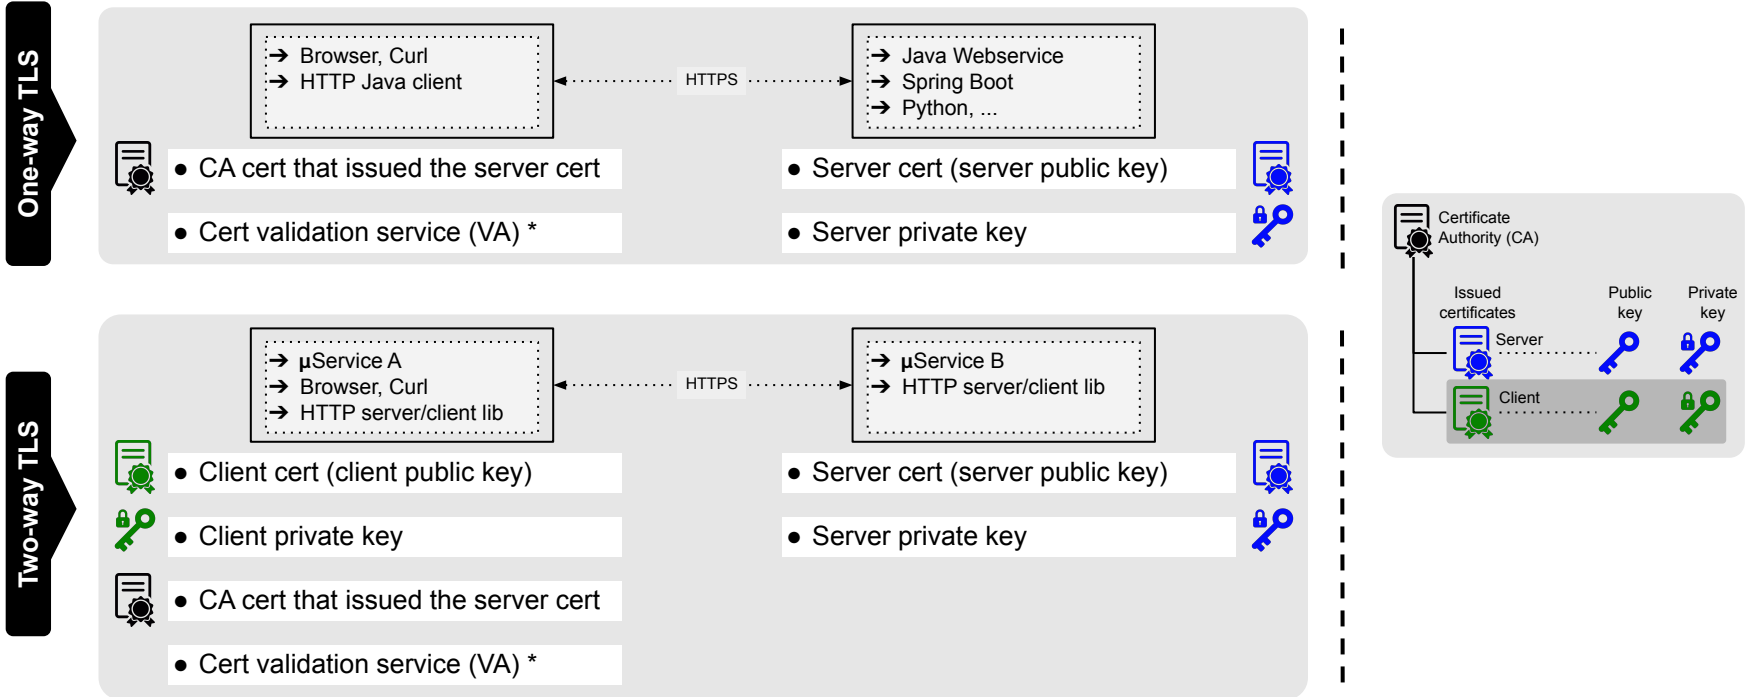 One-way TLS
➔ Browser, Curl
➔ HTTP Java client
HTTPS
➔ Java Webservice
➔ Spring Boot
➔ Python, ...
● CA cert that issued the server cert
● Cert validation service (VA) *
● Server cert (server public key)
● Server private key
Two-way TLS
➔ µService A
➔ Browser, Curl
➔ HTTP server/client lib
HTTPS
➔ µService B
➔ HTTP server/client lib
● Client cert (client public key)
● Client private key
● CA cert that issued the server cert
● Cert validation service (VA) *
● Server cert (server public key)
● Server private key
Certificate
Authority (CA)
Issued
certificates
Public
key
Private
key
Server
Client